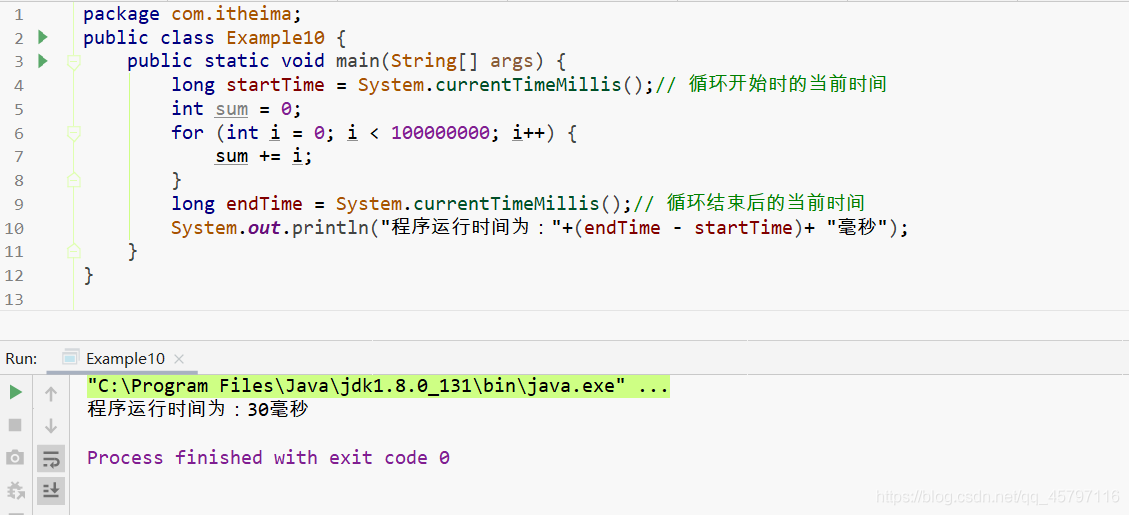 1 package com.itheima;
2 public class Example10 {
3 public static void main(String[] args) {
4 long startTime = System.currentTimeMillis();// 循环开始时的当前时间
5 int sum = 0;
6 for (int i = 0; i < 100000000; i++) {
7 sum += i;
8 }
9 long endTime = System.currentTimeMillis();// 循环结束后的当前时间
10 System.out.println("程序运行时间为："+(endTime - startTime)+ "毫秒");
11 }
12 }
13
Run: Example10 ×
"C:\Program Files\Java\jdk1.8.0_131\bin\java.exe" ...
程序运行时间为：30毫秒
Process finished with exit code 0
https://blog.csdn.net/qq_45797116